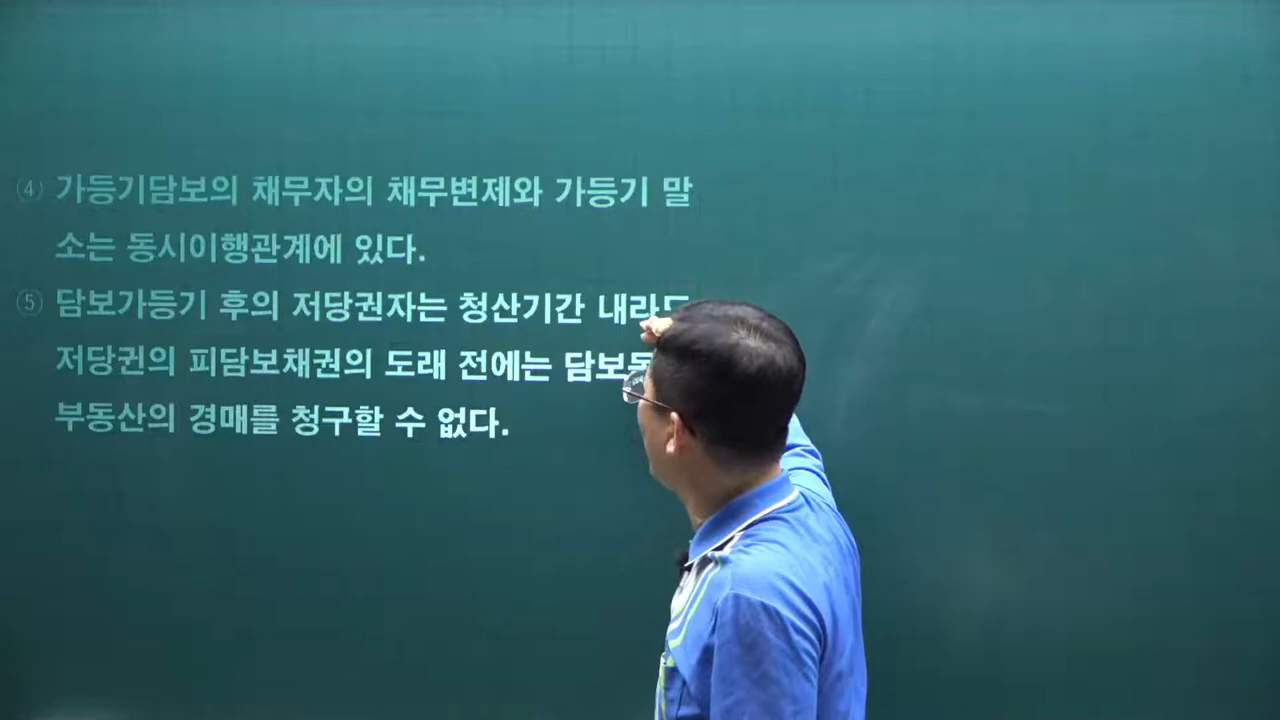 ⑷ 가등기담보의 채무자의 채무변제와 가등기 말
소는 동시이행관계에 있다.
⑸ 담보가등기 후의 저당권자는 청산기간 내라도
저당권의 피담보채권의 도래 전에는
부동산의 경매를 청구할 수 없다.